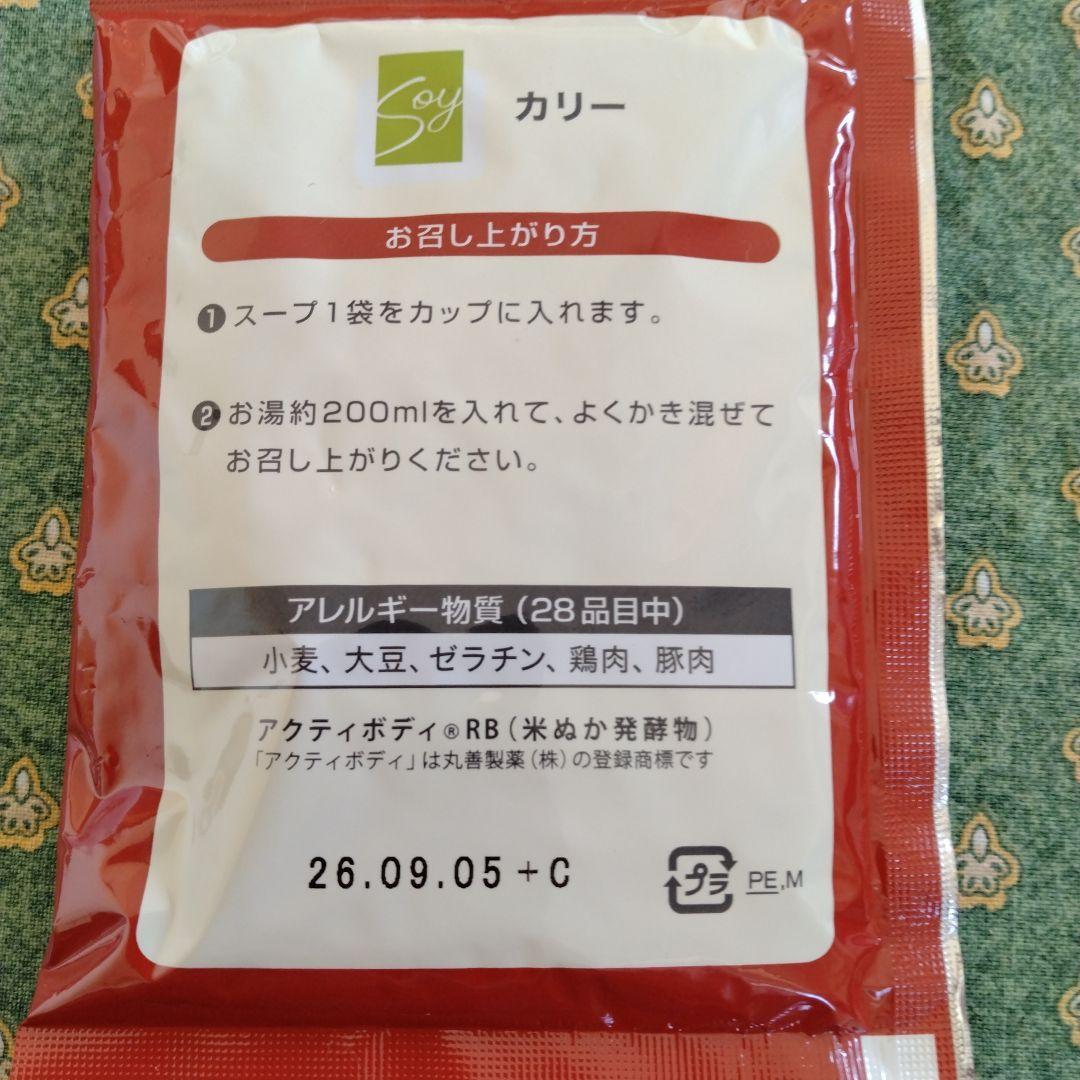 Soy
カリー
お召し上がり方
❶スープ1袋をカップに入れます。
❷お湯約200mlを入れて、よくかき混ぜて
お召し上がりください。
アレルギー物質（28品目中）
小麦、大豆、ゼラチン、鶏肉、豚肉
アクティボディ®RB（米ぬか発酵物）
「アクティボディ」は丸善製薬（株）の登録商標です
26.09.05+C
プラ
PE,M